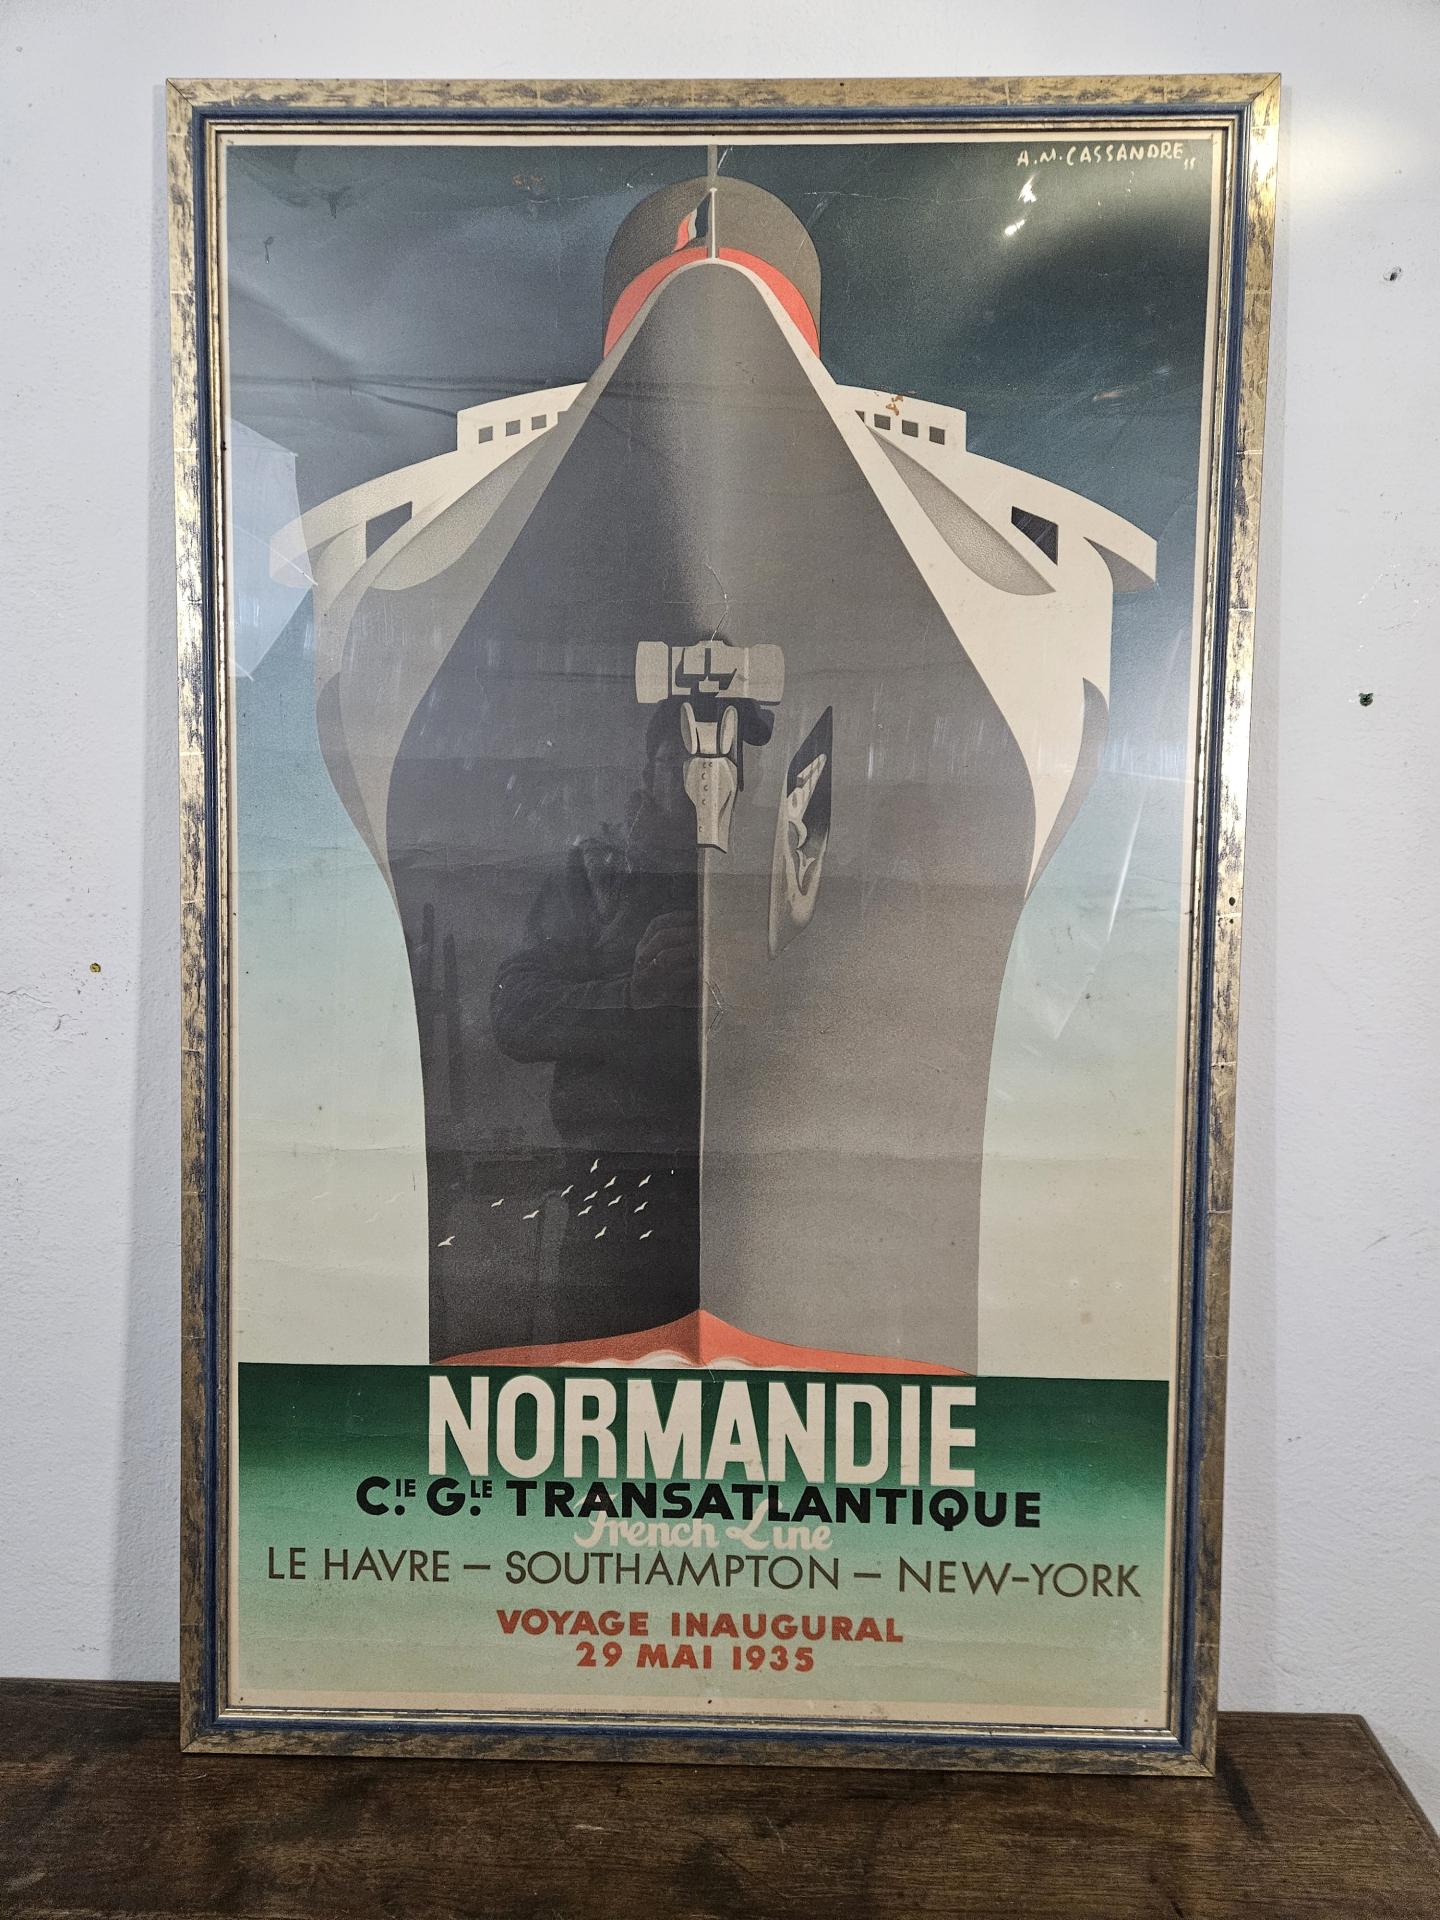 A.M. CASSANDRE
NORMANDIE
CIE. GLE. TRANSATLANTIQUE
French Line
LE HAVRE — SOUTHAMPTON — NEW-YORK
VOYAGE INAUGURAL
29 MAI 1935